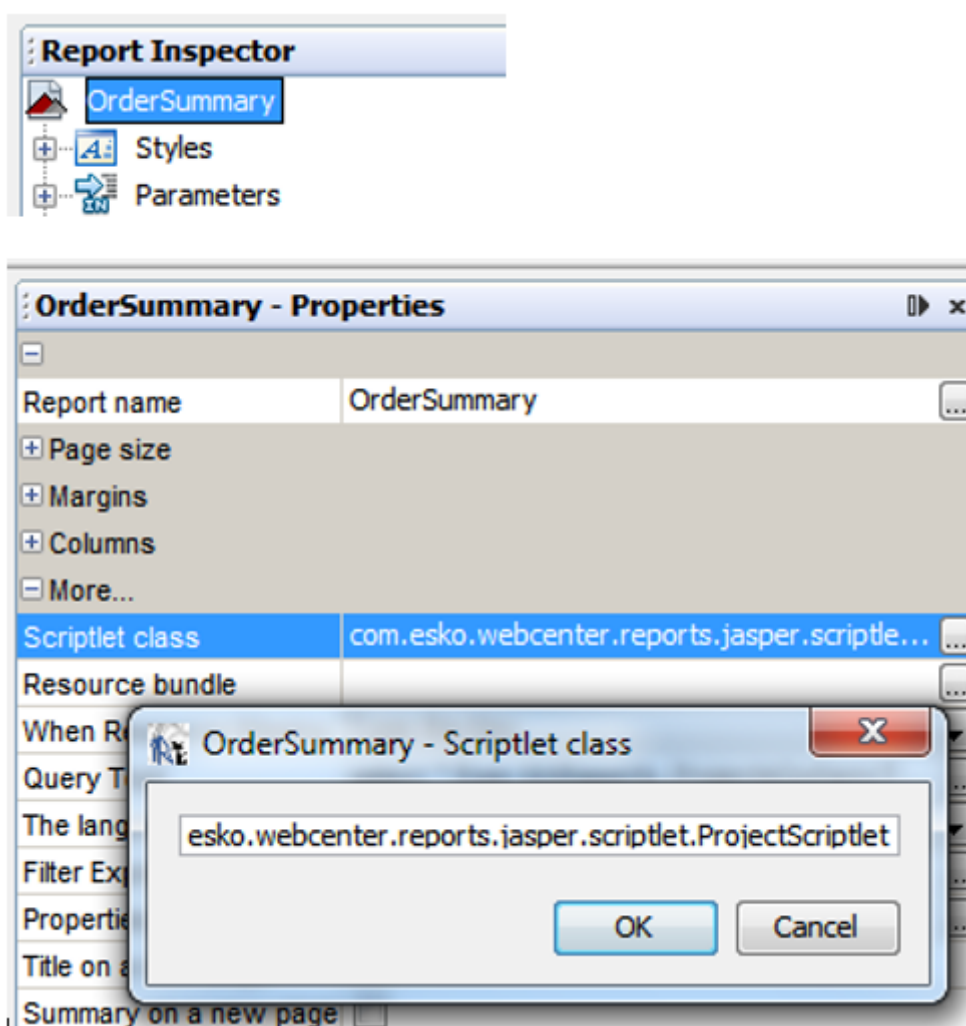 Report Inspector
OrderSummary
Styles
Parameters
OrderSummary - Properties
Report name OrderSummary ...
Page size
Margins
Columns
More...
Scriptlet class com.esko.webcenter.reports.jasper.scriptle... ...
Resource bundle ...
When
OrderSummary - Scriptlet class
Query
The lang
esko.webcenter.reports.jasper.scriptlet.ProjectScriptlet
Filter
OK Cancel
Title on
Summary on a new page